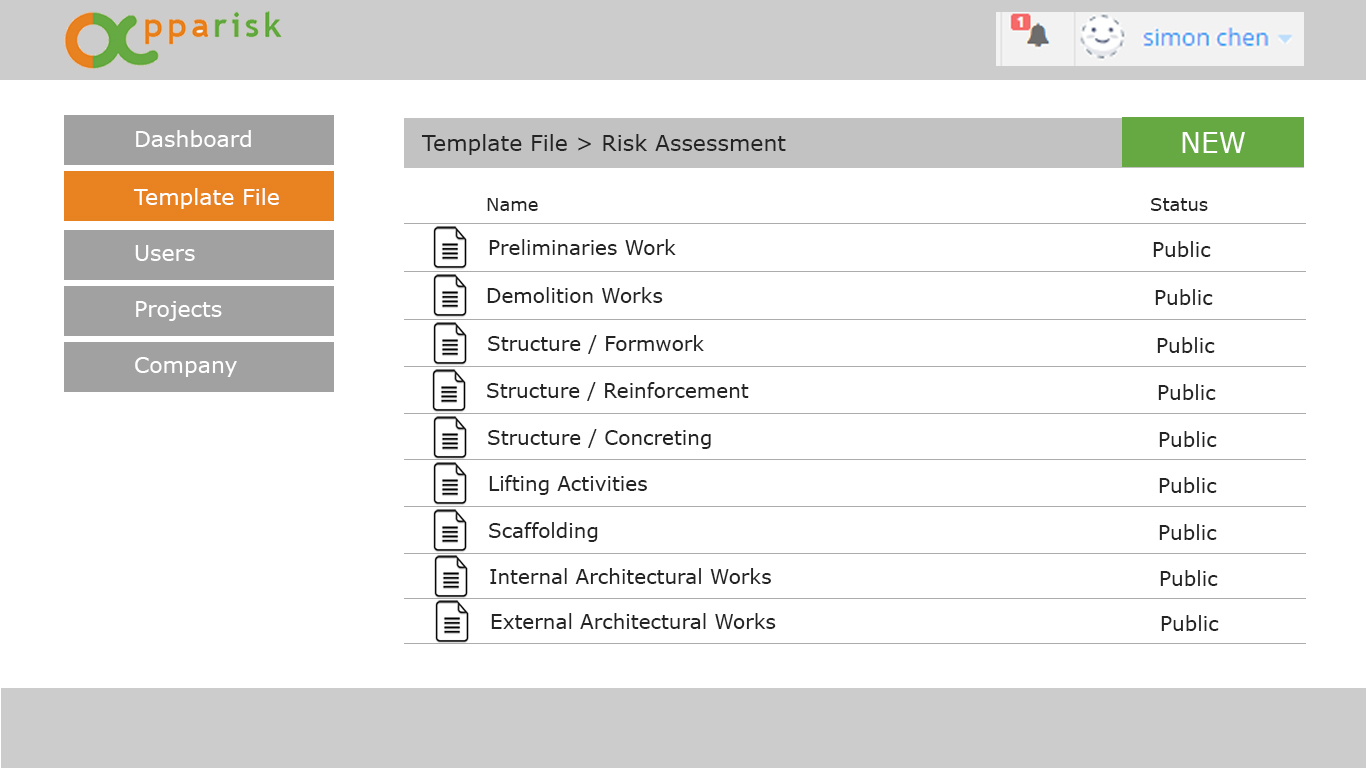 pparisk
1
simon chen
Dashboard
Template File
Users
Projects
Company
Template File > Risk Assessment
NEW
Name Status
Preliminaries Work Public
Demolition Works Public
Structure / Formwork Public
Structure / Reinforcement Public
Structure / Concreting Public
Lifting Activities Public
Scaffolding Public
Internal Architectural Works Public
External Architectural Works Public